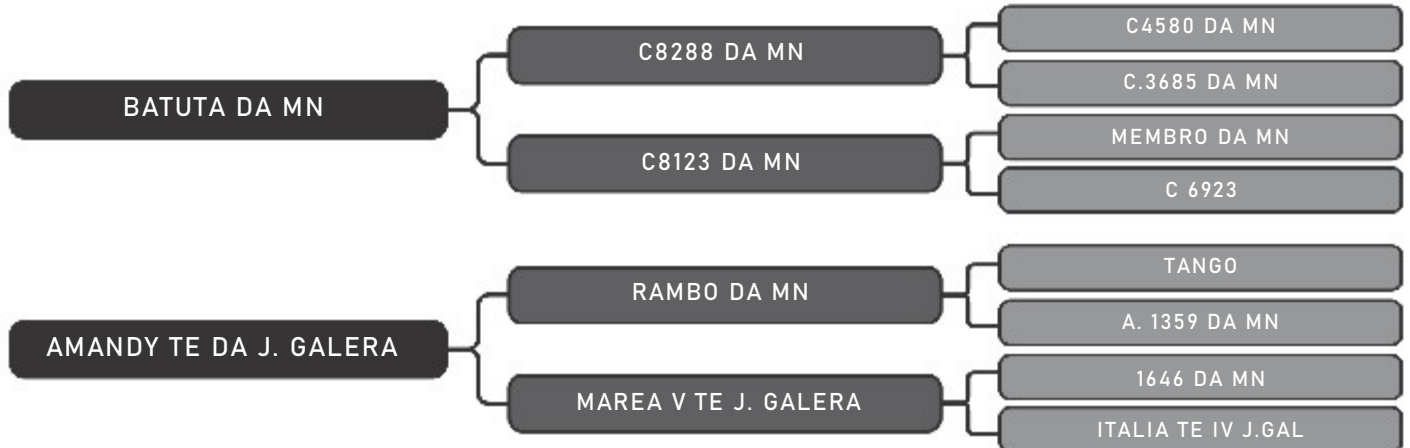 BATUTA DA MN
C8288 DA MN
C4580 DA MN
C.3685 DA MN
C8123 DA MN
MEMBRO DA MN
C 6923
AMANDY TE DA J. GALERA
RAMBO DA MN
TANGO
A. 1359 DA MN
MAREA V TE J. GALERA
1646 DA MN
ITALIA TE IV J.GAL